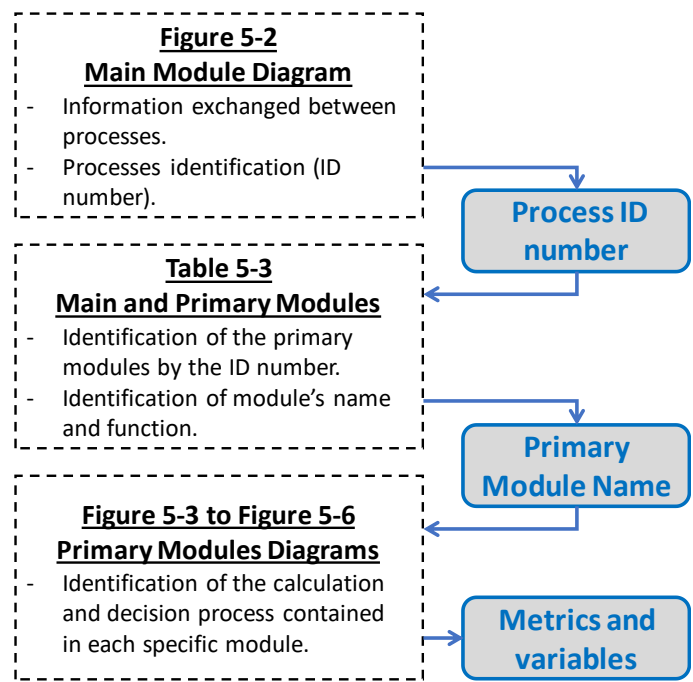 Figure 5-2
Main Module Diagram
- Information exchanged between
processes.
- Processes identification (ID
number).
Process ID
number
Table 5-3
Main and Primary Modules
- Identification of the primary
modules by the ID number.
- Identification of module's name
and function.
Primary
Module Name
Figure 5-3 to Figure 5-6
Primary Modules Diagrams
- Identification of the calculation
and decision process contained
in each specific module.
Metrics and
variables